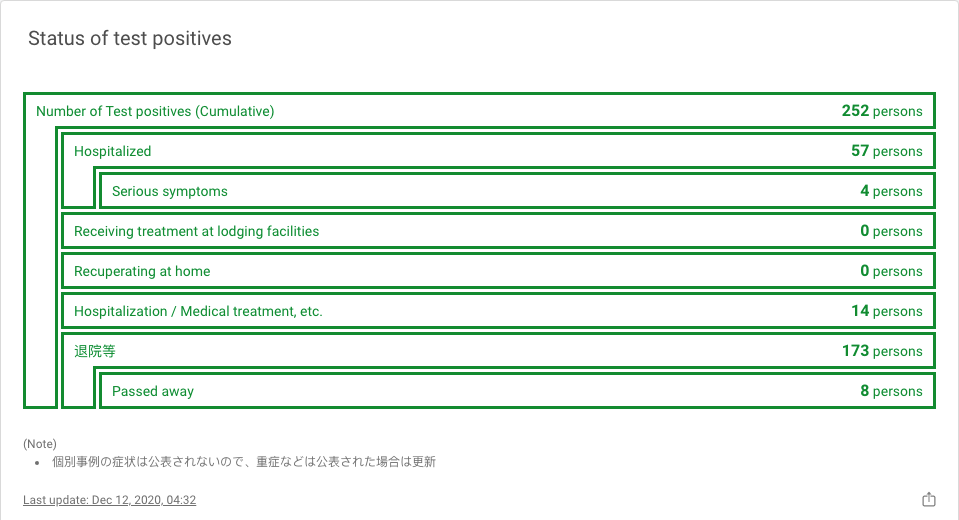 Status of test positives
Number of Test positives (Cumulative) 252 persons
Hospitalized 57 persons
Serious symptoms 4 persons
Receiving treatment at lodging facilities 0 persons
Recuperating at home 0 persons
Hospitalization / Medical treatment, etc. 14 persons
退院等 173 persons
Passed away 8 persons
(Note)
• 個別事例の症状は公表されないので、重症などは公表された場合は更新
Last update: Dec 12, 2020, 04:32